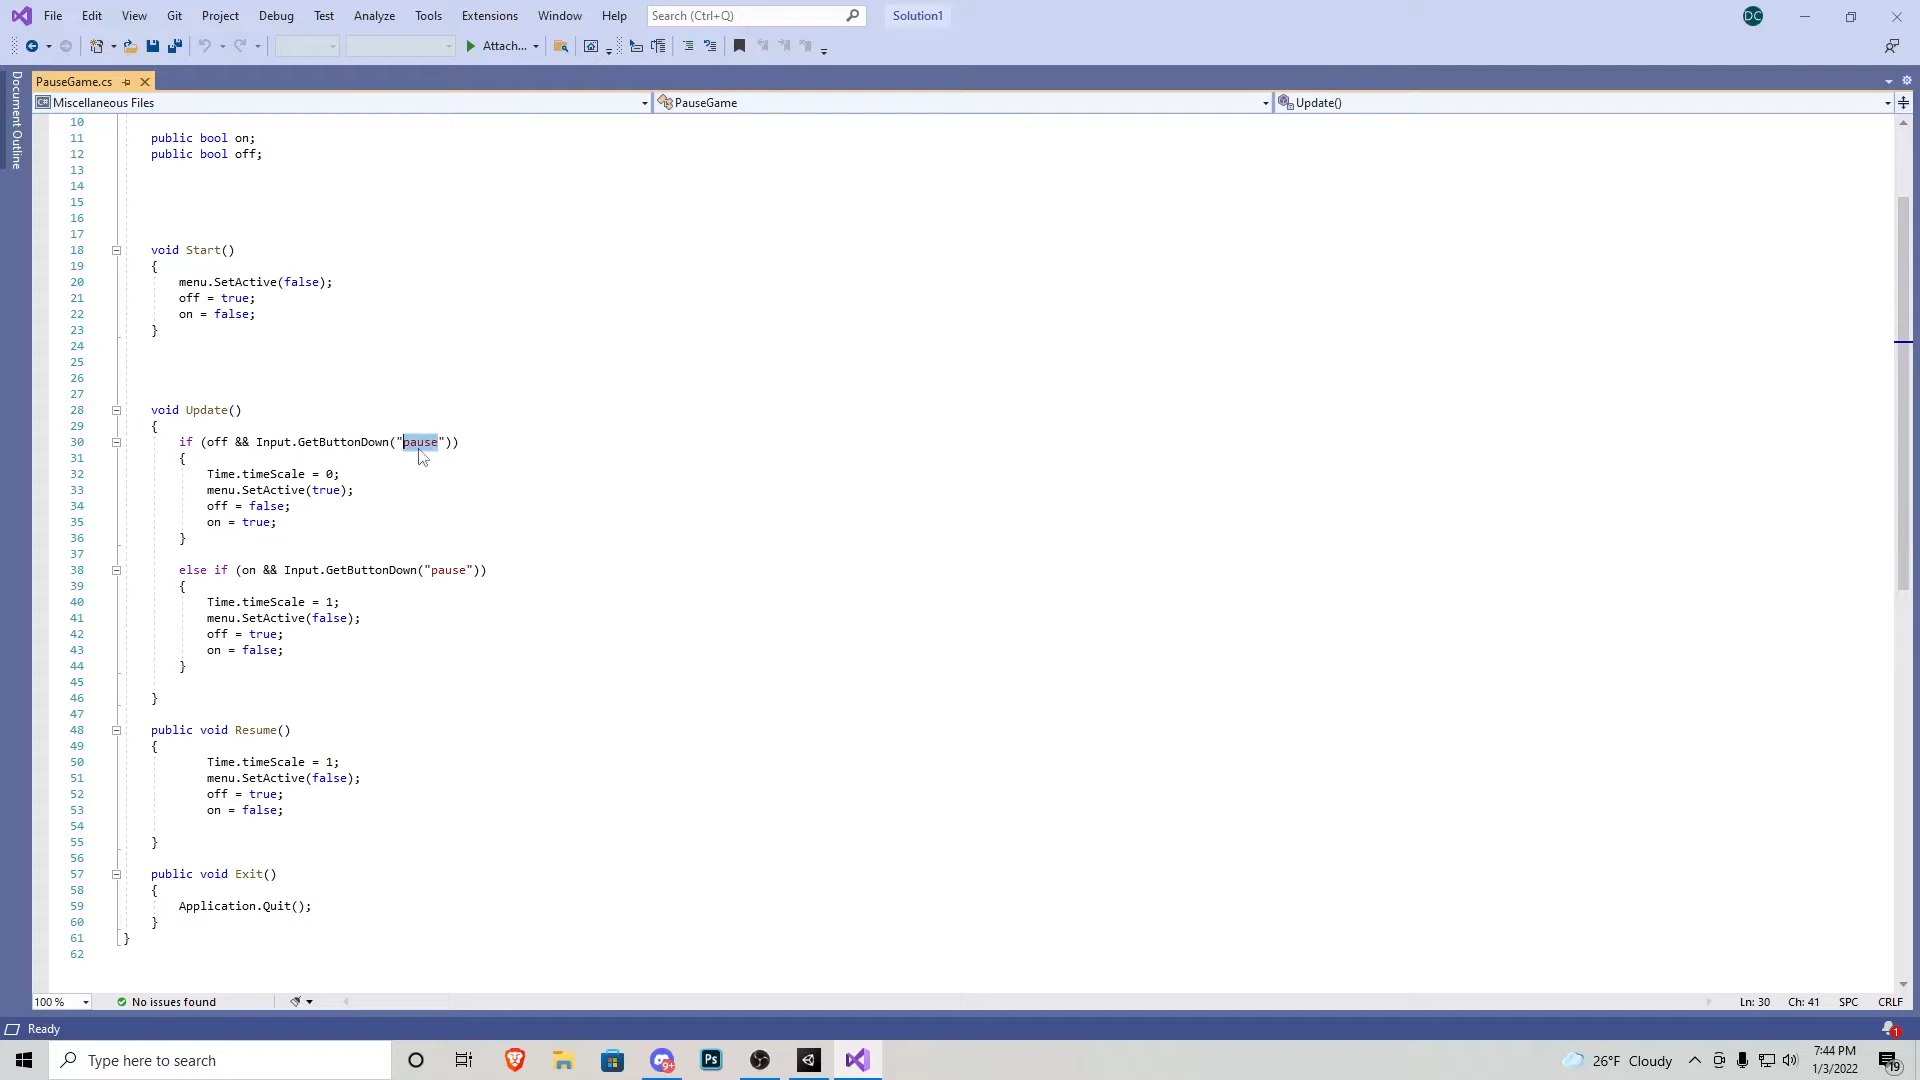 File Edit View Git Project Debug Test Analyze Tools Extensions Window Help Search (Ctrl+Q) Solution1 DC
Attach...
Document Outline
PauseGame.cs
Miscellaneous Files PauseGame Update()
10
11 public bool on;
12 public bool off;
13
14
15
16
17
18 void Start()
19 {
20 menu.SetActive(false);
21 off = true;
22 on = false;
23 }
24
25
26
27
28 void Update()
29 {
30 if (off && Input.GetButtonDown("pause"))
31 {
32 Time.timeScale = 0;
33 menu.SetActive(true);
34 off = false;
35 on = true;
36 }
37
38 else if (on && Input.GetButtonDown("pause"))
39 {
40 Time.timeScale = 1;
41 menu.SetActive(false);
42 off = true;
43 on = false;
44 }
45
46 }
47
48 public void Resume()
49 {
50 Time.timeScale = 1;
51 menu.SetActive(false);
52 off = true;
53 on = false;
54
55 }
56
57 public void Exit()
58 {
59 Application.Quit();
60 }
61 }
62
100 % No issues found Ln: 30 Ch: 41 SPC CRLF
Ready 1
Type here to search 9+ Ps 26°F Cloudy 7:44 PM
1/3/2022 19